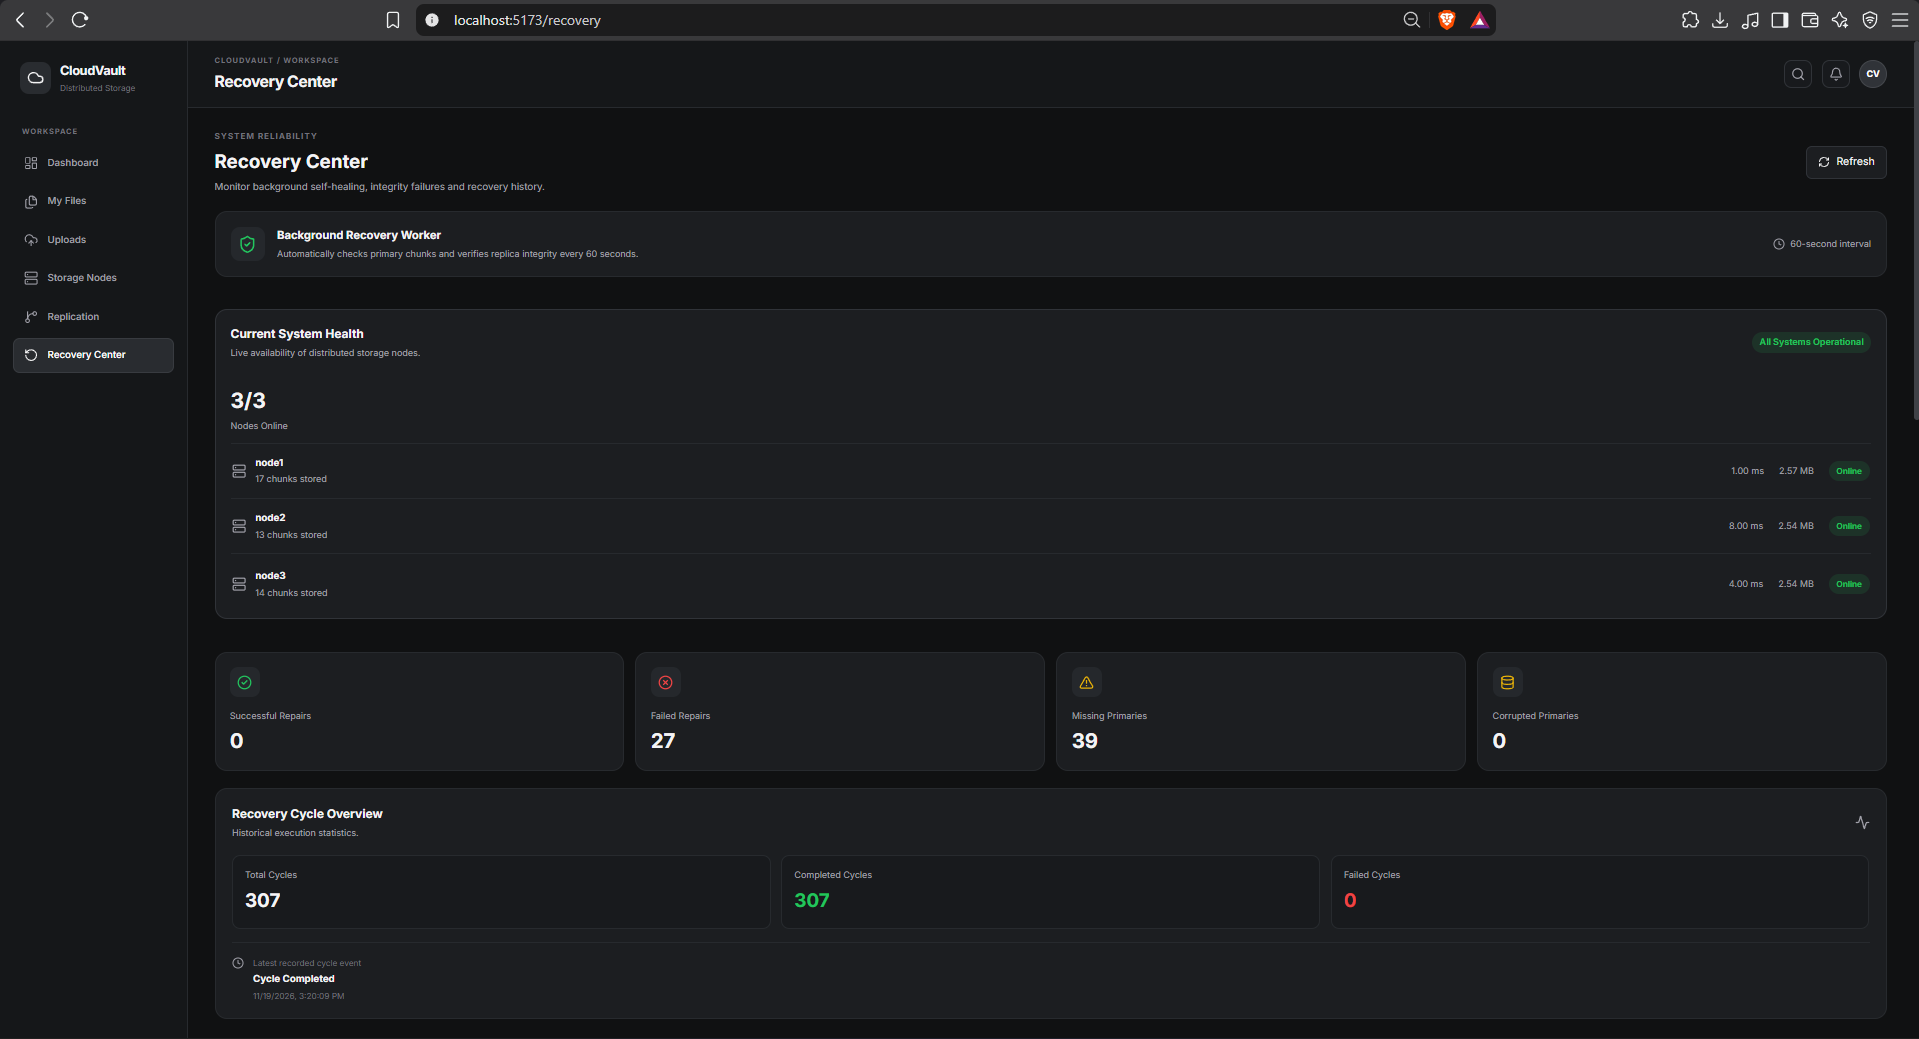 localhost:5173/recovery
CloudVault
Distributed Storage
WORKSPACE
Dashboard
My Files
Uploads
Storage Nodes
Replication
Recovery Center
CLOUDVAULT / WORKSPACE
Recovery Center
CV
SYSTEM RELIABILITY
Recovery Center
Monitor background self-healing, integrity failures and recovery history.
Refresh
Background Recovery Worker
Automatically checks primary chunks and verifies replica integrity every 60 seconds.
60-second interval
Current System Health
Live availability of distributed storage nodes.
All Systems Operational
3/3
Nodes Online
node1
17 chunks stored
1.00 ms 2.57 MB Online
node2
13 chunks stored
8.00 ms 2.54 MB Online
node3
14 chunks stored
4.00 ms 2.54 MB Online
Successful Repairs
0
Failed Repairs
27
Missing Primaries
39
Corrupted Primaries
0
Recovery Cycle Overview
Historical execution statistics.
Total Cycles
307
Completed Cycles
307
Failed Cycles
0
Latest recorded cycle event
Cycle Completed
11/19/2026, 3:20:09 PM